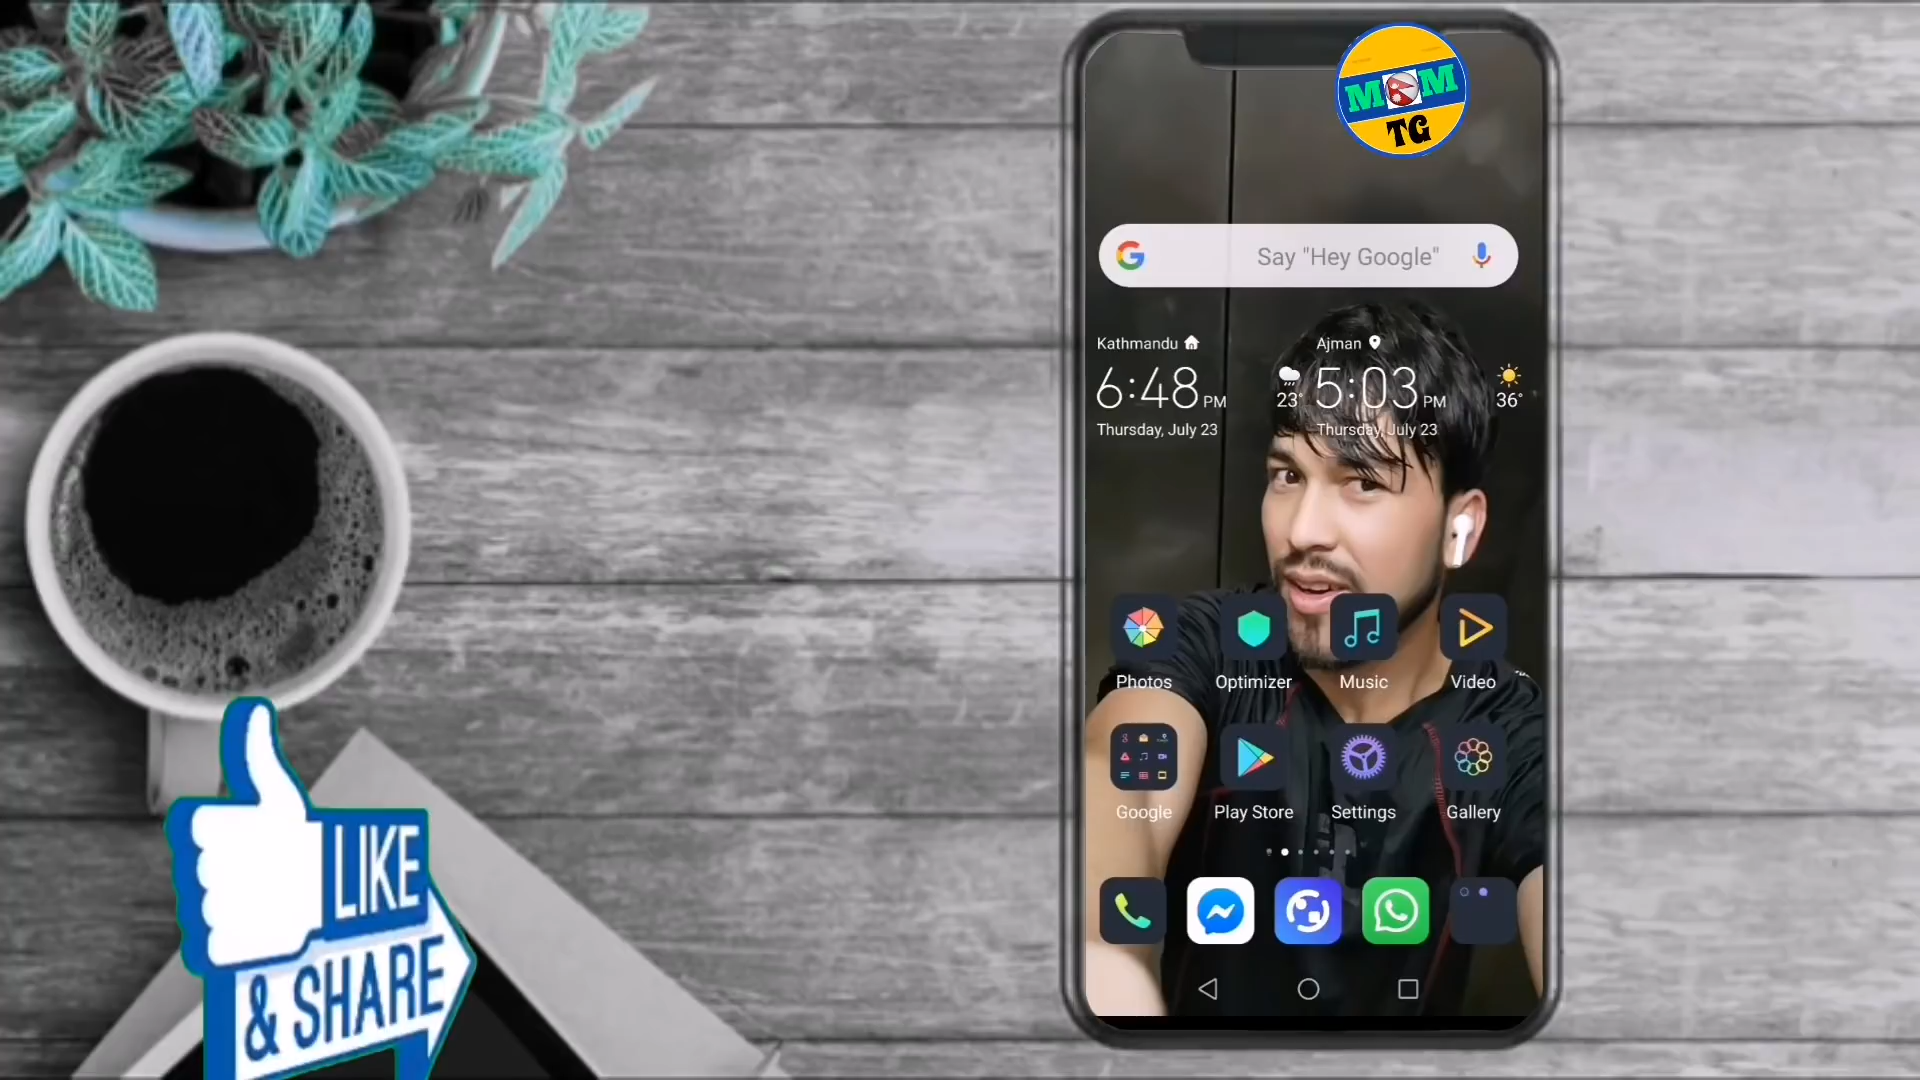 M M
TG
Say "Hey Google"
Kathmandu
6:48 PM
23°
Thursday, July 23
Ajman
5:03 PM
36°
Thursday, July 23
Photos
Optimizer
Music
Video
Google
Play Store
Settings
Gallery
LIKE
& SHARE